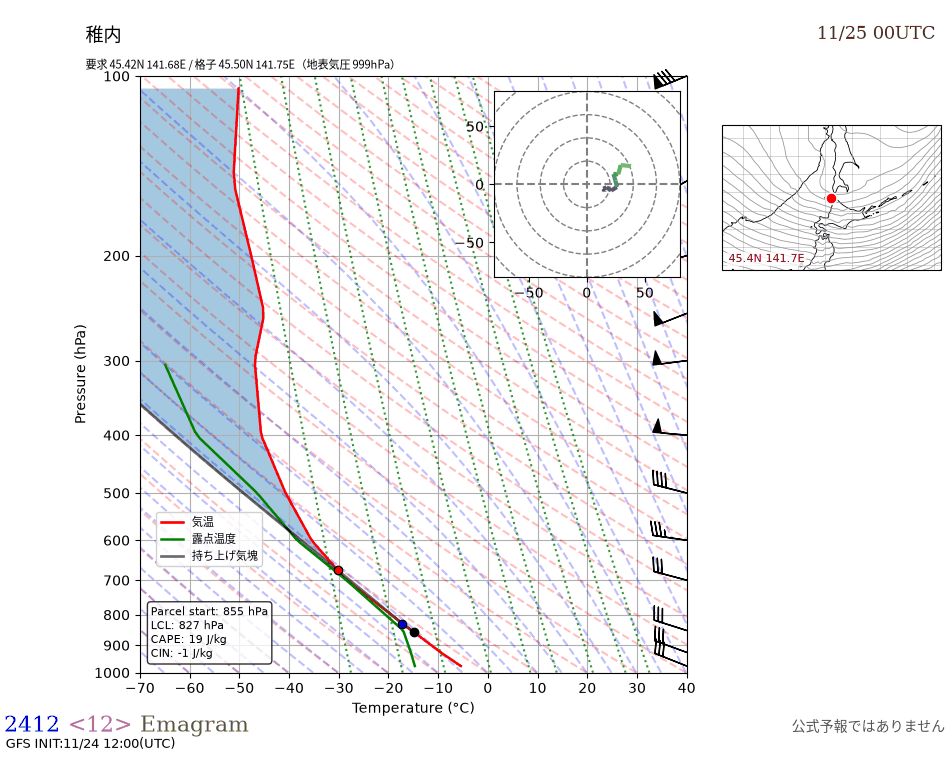 稚内
11/25 00UTC
要求 45.42N 141.68E / 格子 45.50N 141.75E（地表気圧 999hPa）
100
200
300
400
500
600
700
800
900
1000
Pressure (hPa)
−70 −60 −50 −40 −30 −20 −10 0 10 20 30 40
Temperature (°C)
50
0
−50
−50 0 50
気温
露点温度
持ち上げ気塊
Parcel start: 855 hPa
LCL: 827 hPa
CAPE: 19 J/kg
CIN: -1 J/kg
45.4N 141.7E
2412 <12> Emagram
GFS INIT:11/24 12:00(UTC)
公式予報ではありません